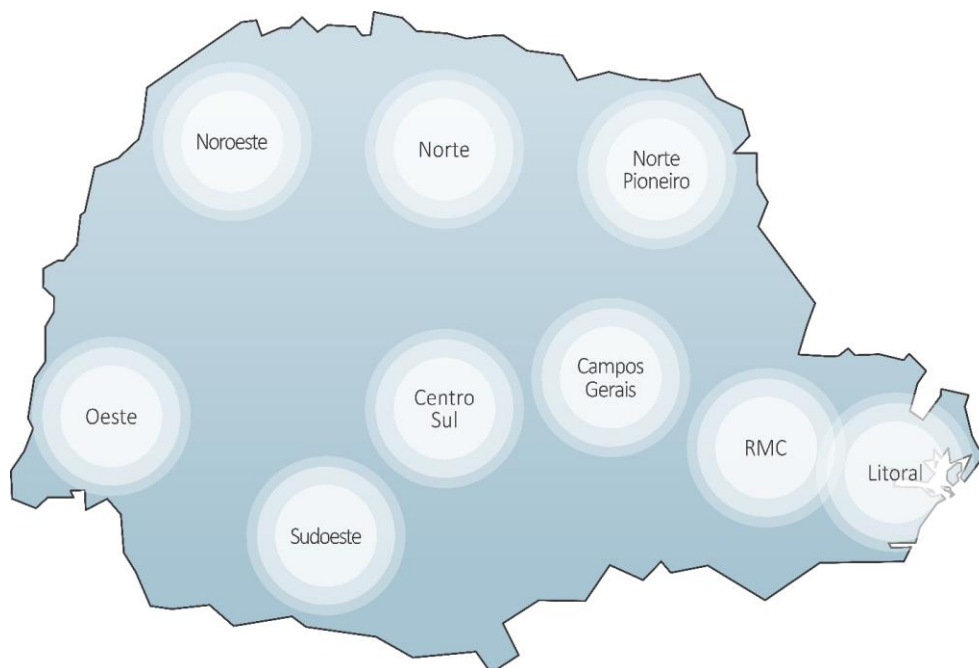 Noroeste
Norte
Norte
Pioneiro
Oeste
Centro
Sul
Campos
Gerais
RMC
Litoral
Sudoeste